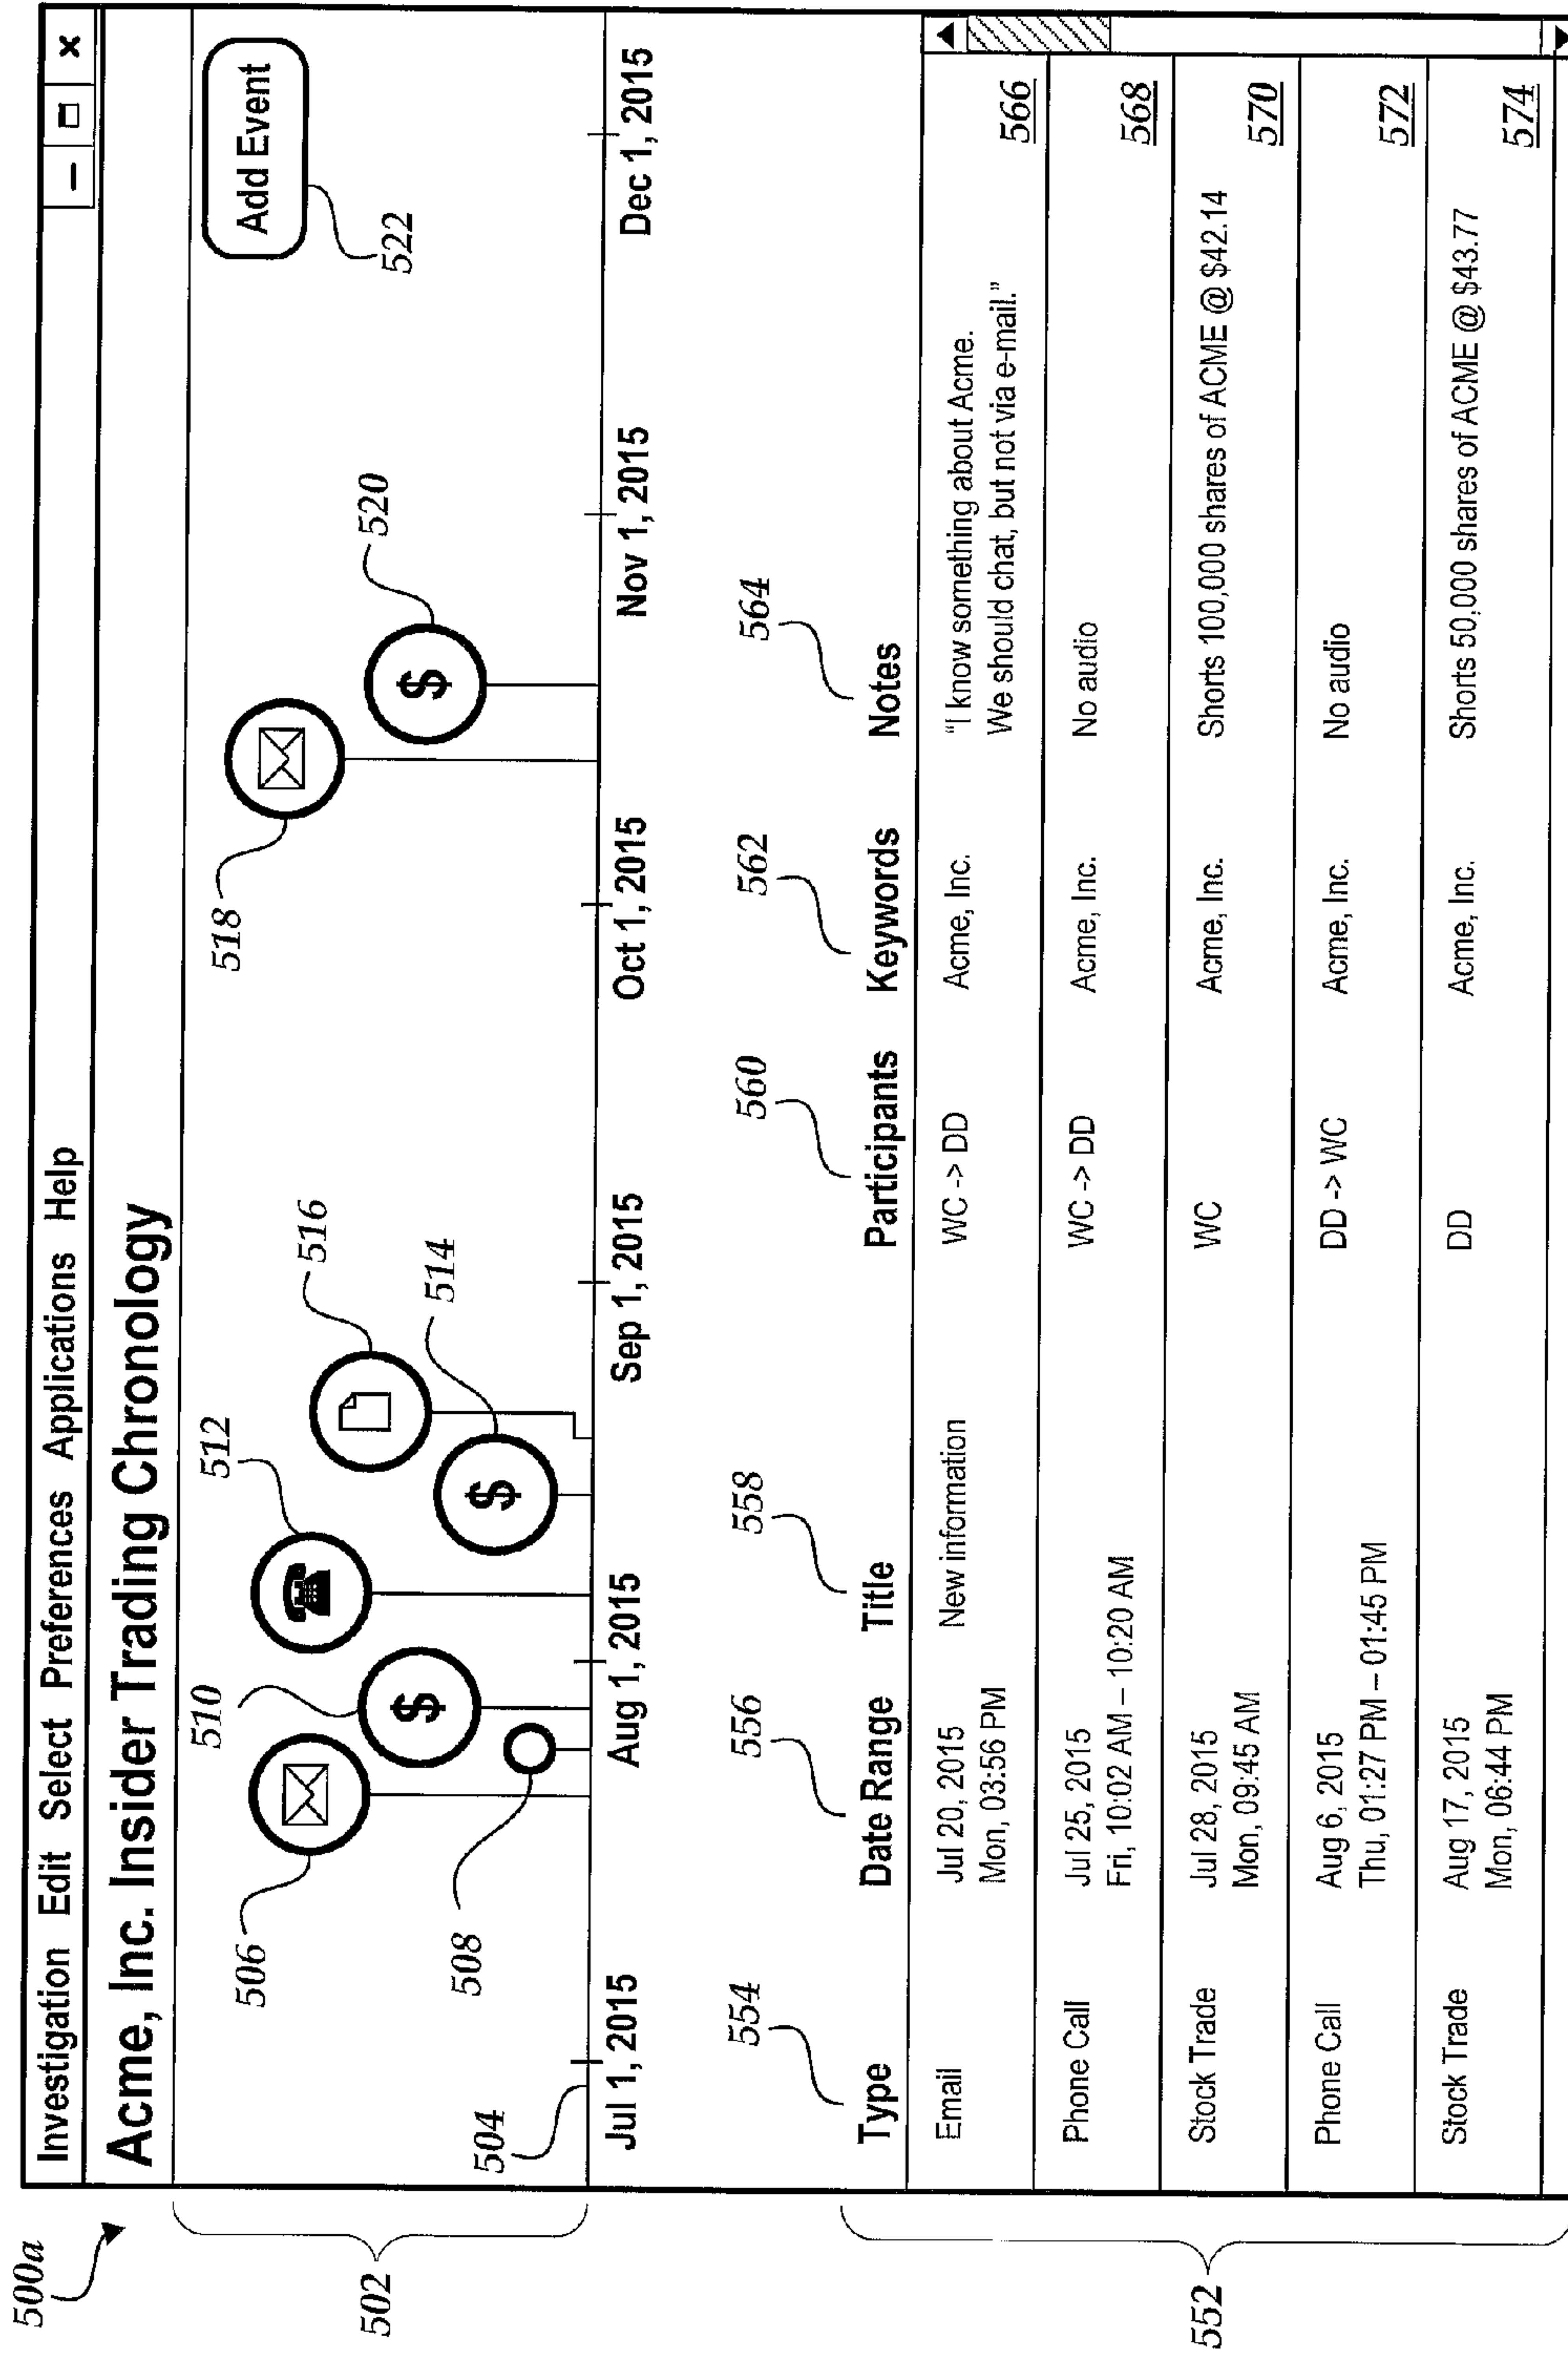 500a
Investigation Edit Select Preferences Applications Help
Acme, Inc. Insider Trading Chronology
Add Event
522
502
504
506
508
510
512
514
516
518
520
Jul 1, 2015 Aug 1, 2015 Sep 1, 2015 Oct 1, 2015 Nov 1, 2015 Dec 1, 2015
554 556 558 560 562 564
Type Date Range Title Participants Keywords Notes
552
Email Jul 20, 2015 New information WC -> DD Acme, Inc. "I know something about Acme.
Mon, 03:56 PM We should chat, but not via e-mail." 566
Phone Call Jul 25, 2015 WC -> DD Acme, Inc. No audio
Fri, 10:02 AM – 10:20 AM 568
Stock Trade Jul 28, 2015 WC Acme, Inc. Shorts 100,000 shares of ACME @ $42.14
Mon, 09:45 AM 570
Phone Call Aug 6, 2015 DD -> WC Acme, Inc. No audio
Thu, 01:27 PM – 01:45 PM 572
Stock Trade Aug 17, 2015 DD Acme, Inc. Shorts 50,000 shares of ACME @ $43.77
Mon, 06:44 PM 574